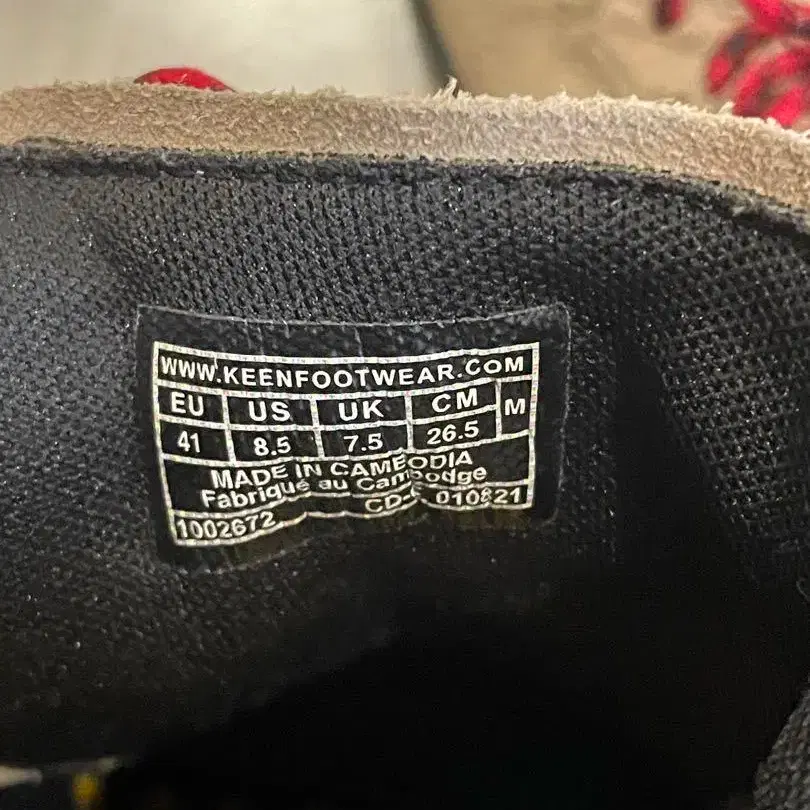 WWW.KEENFOOTWEAR.COM
EU US UK CM M
41 8.5 7.5 26.5
MADE IN CAMBODIA
Fabriqué au Cambodge
1002672 010821